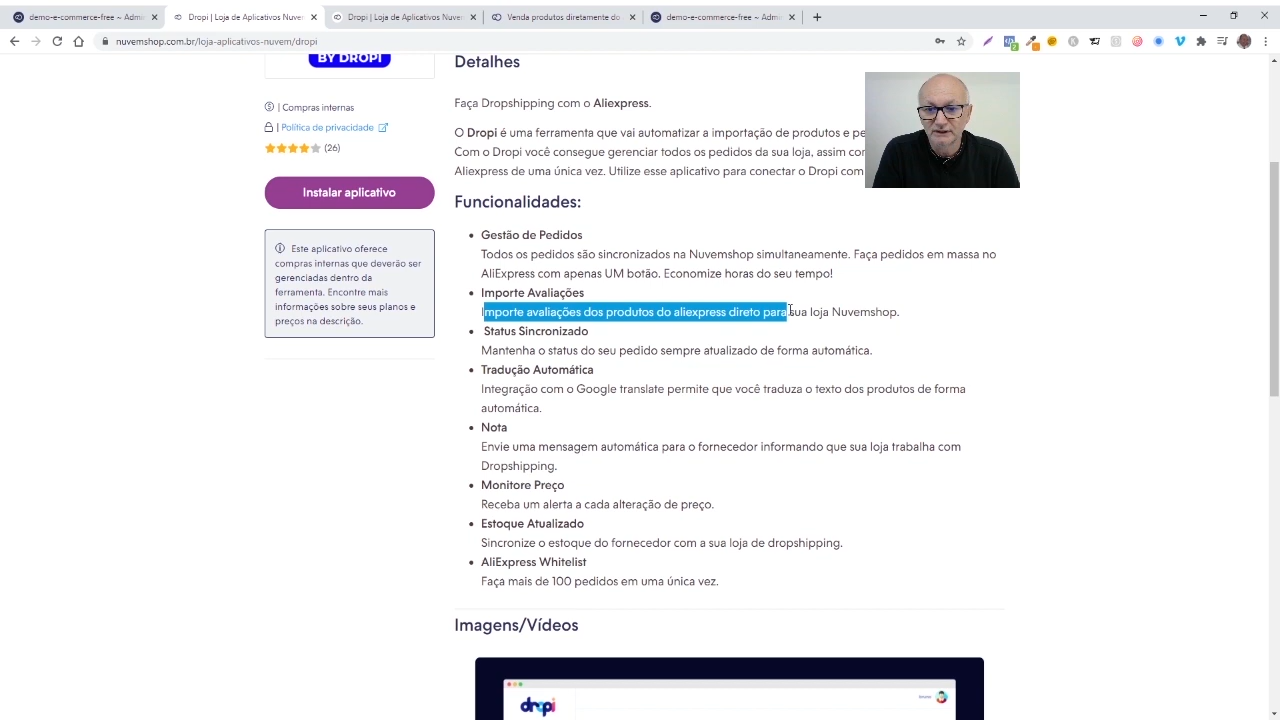 demo-e-commerce-free ~ Admi
Dropi | Loja de Aplicativos Nuvem
Dropi | Loja de Aplicativos Nuvem
Venda produtos diretamente do
demo-e-commerce-free ~ Admi
nuvemshop.com.br/loja-aplicativos-nuvem/dropi
BY DROPI
| Compras internas
| Política de privacidade
(26)
Instalar aplicativo
Este aplicativo oferece
compras internas que deverão ser
gerenciadas dentro da
ferramenta. Encontre mais
informações sobre seus planos e
preços na descrição.
Detalhes
Faça Dropshipping com o Aliexpress.
O Dropi é uma ferramenta que vai automatizar a importação de produtos e pe
Com o Dropi você consegue gerenciar todos os pedidos da sua loja, assim com
Aliexpress de uma única vez. Utilize esse aplicativo para conectar o Dropi com
Funcionalidades:
• Gestão de Pedidos
Todos os pedidos são sincronizados na Nuvemshop simultaneamente. Faça pedidos em massa no
AliExpress com apenas UM botão. Economize horas do seu tempo!
• Importe Avaliações
Importe avaliações dos produtos do aliexpress direto para sua loja Nuvemshop.
• Status Sincronizado
Mantenha o status do seu pedido sempre atualizado de forma automática.
• Tradução Automática
Integração com o Google translate permite que você traduza o texto dos produtos de forma
automática.
• Nota
Envie uma mensagem automática para o fornecedor informando que sua loja trabalha com
Dropshipping.
• Monitore Preço
Receba um alerta a cada alteração de preço.
• Estoque Atualizado
Sincronize o estoque do fornecedor com a sua loja de dropshipping.
• AliExpress Whitelist
Faça mais de 100 pedidos em uma única vez.
Imagens/Vídeos
dropi